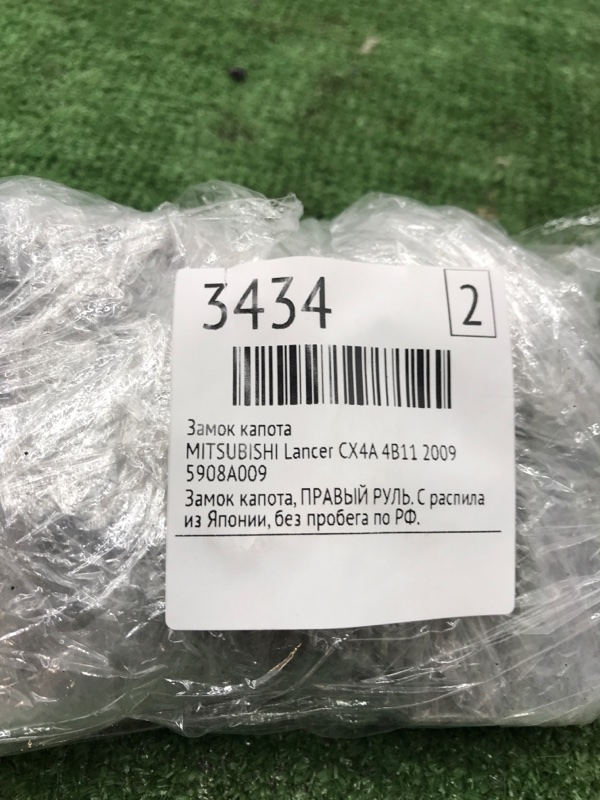 3434
2
Замок капота
MITSUBISHI Lancer CX4A 4B11 2009
5908A009
Замок капота, ПРАВЫЙ РУЛЬ. С распила
из Японии, без пробега по РФ.